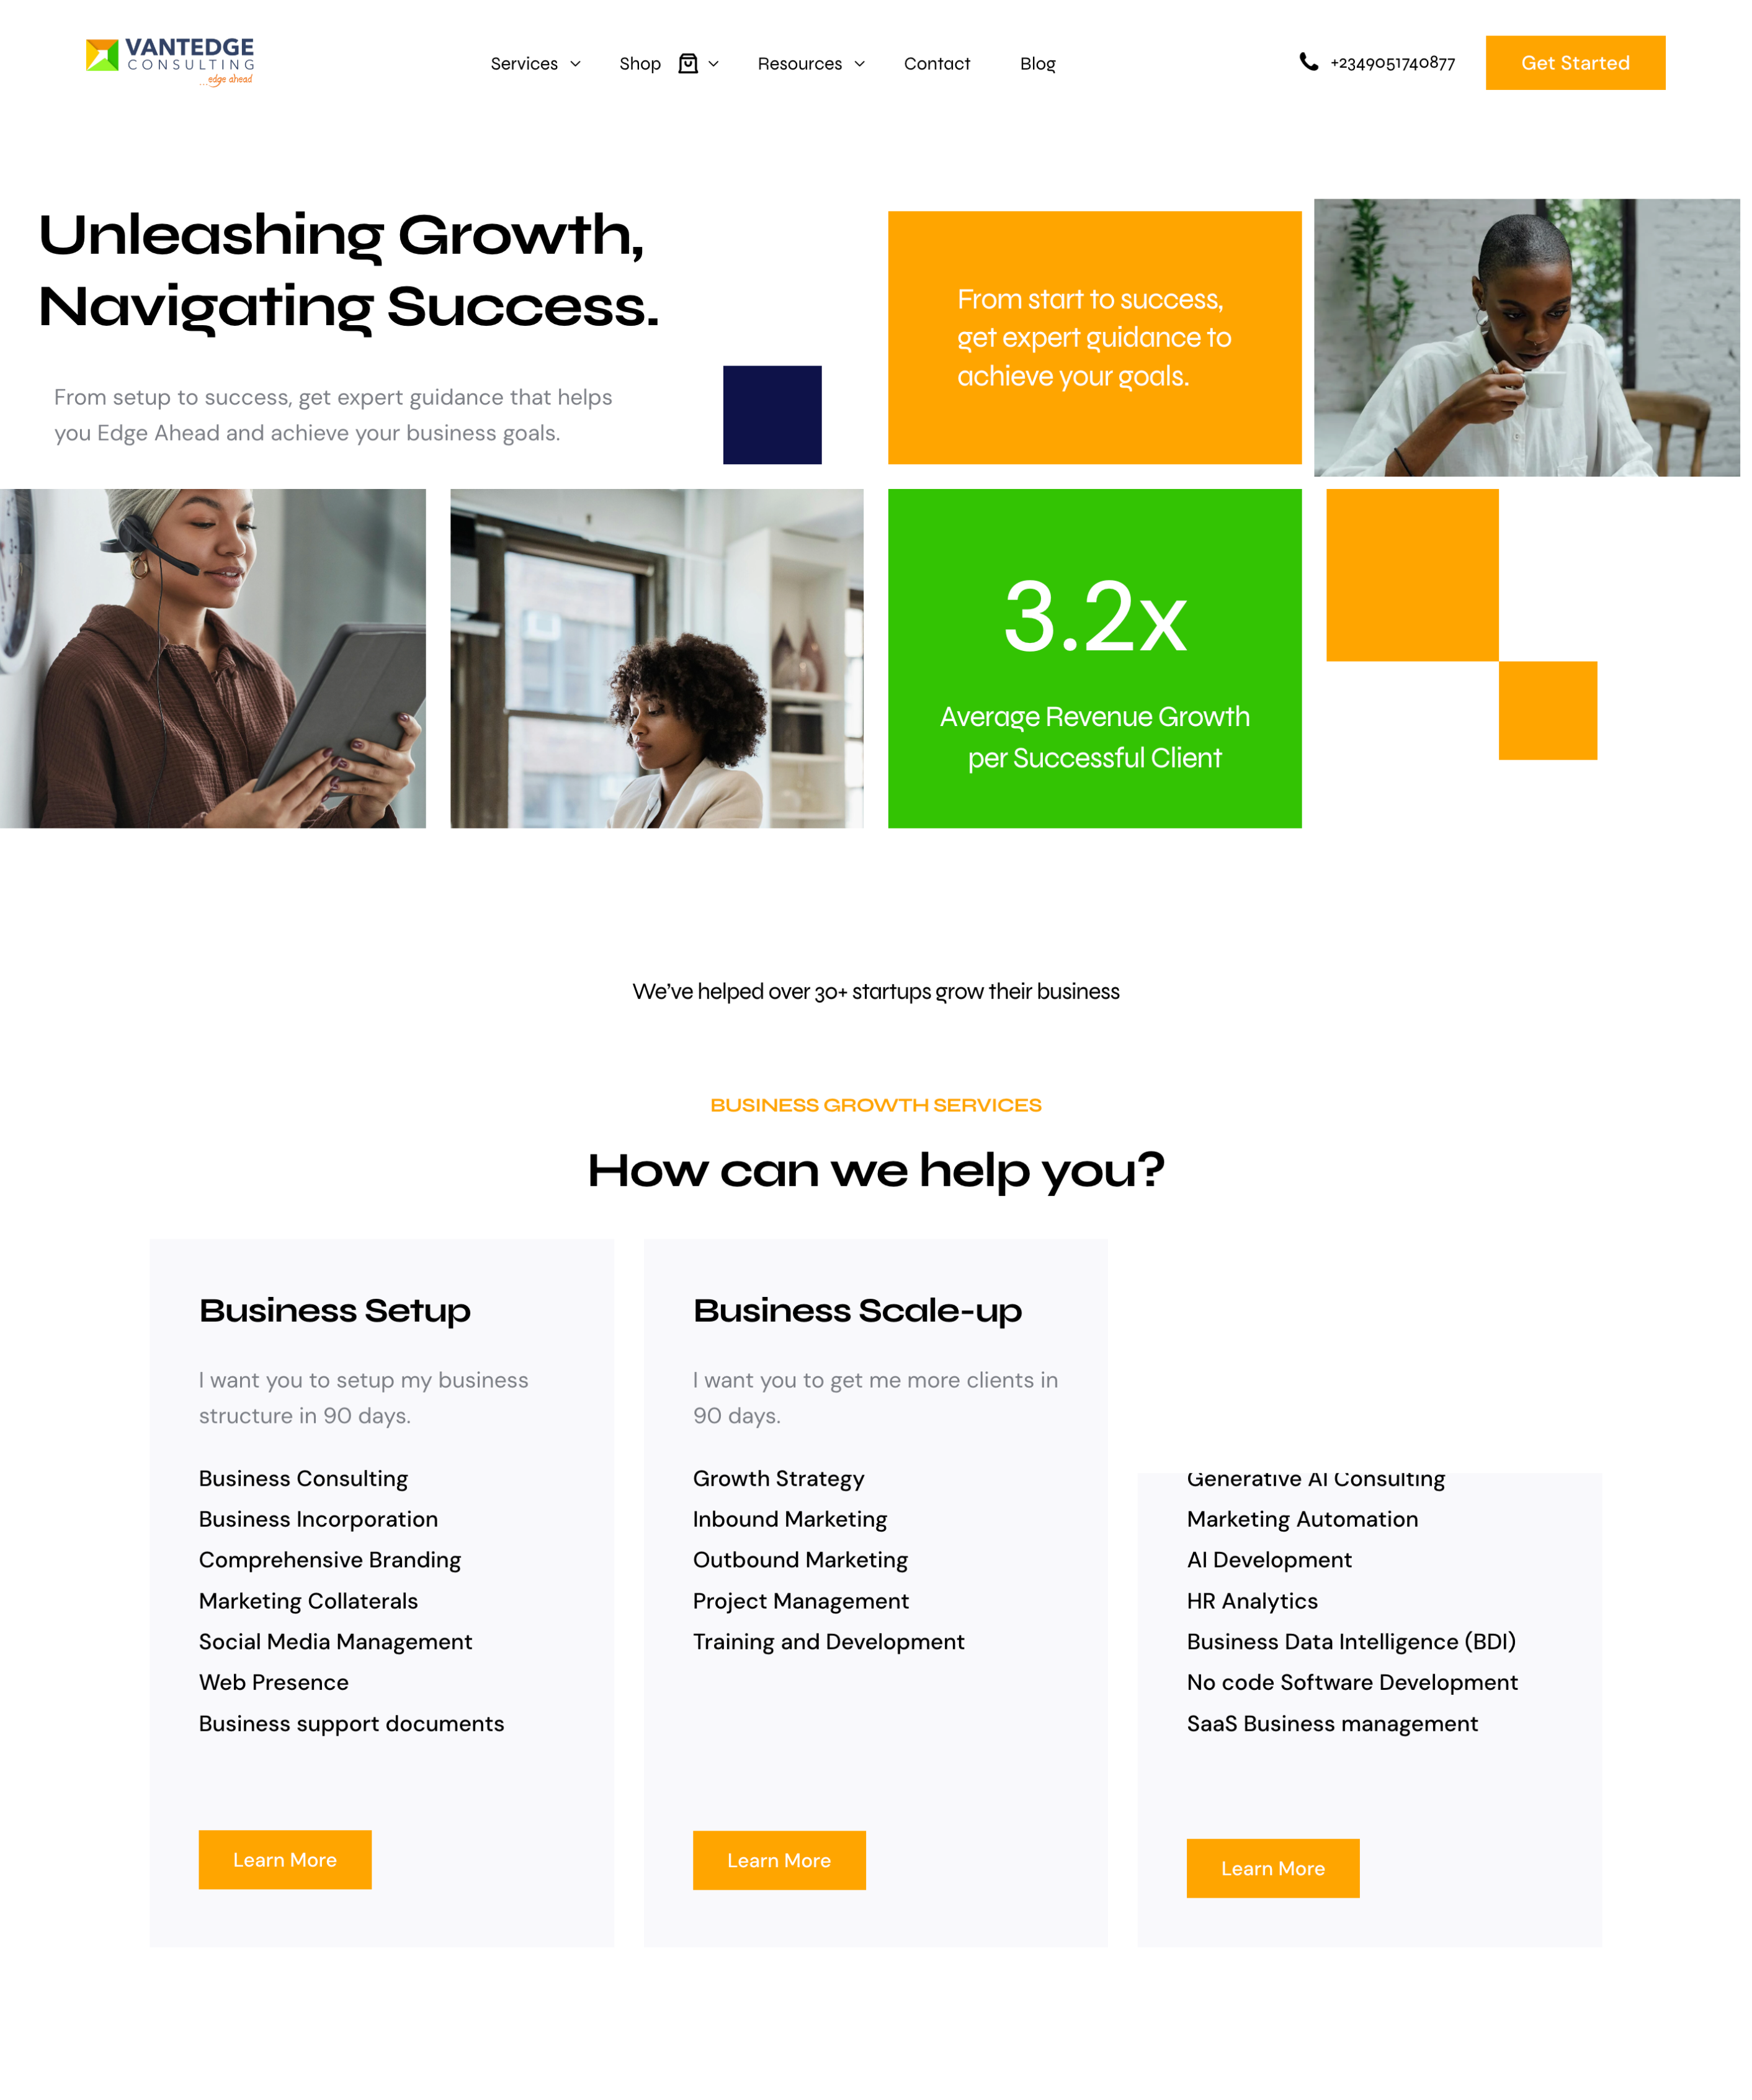 VANTEDGE
CONSULTING
...edge ahead
Services
Shop
Resources
Contact
Blog
+2349051740877
Get Started
Unleashing Growth,
Navigating Success.
From setup to success, get expert guidance that helps
you Edge Ahead and achieve your business goals.
From start to success,
get expert guidance to
achieve your goals.
3.2x
Average Revenue Growth
per Successful Client
We've helped over 30+ startups grow their business
BUSINESS GROWTH SERVICES
How can we help you?
Business Setup
I want you to setup my business
structure in 90 days.
Business Consulting
Business Incorporation
Comprehensive Branding
Marketing Collaterals
Social Media Management
Web Presence
Business support documents
Learn More
Business Scale-up
I want you to get me more clients in
90 days.
Growth Strategy
Inbound Marketing
Outbound Marketing
Project Management
Training and Development
Learn More
Generative AI Consulting
Marketing Automation
AI Development
HR Analytics
Business Data Intelligence (BDI)
No code Software Development
SaaS Business management
Learn More